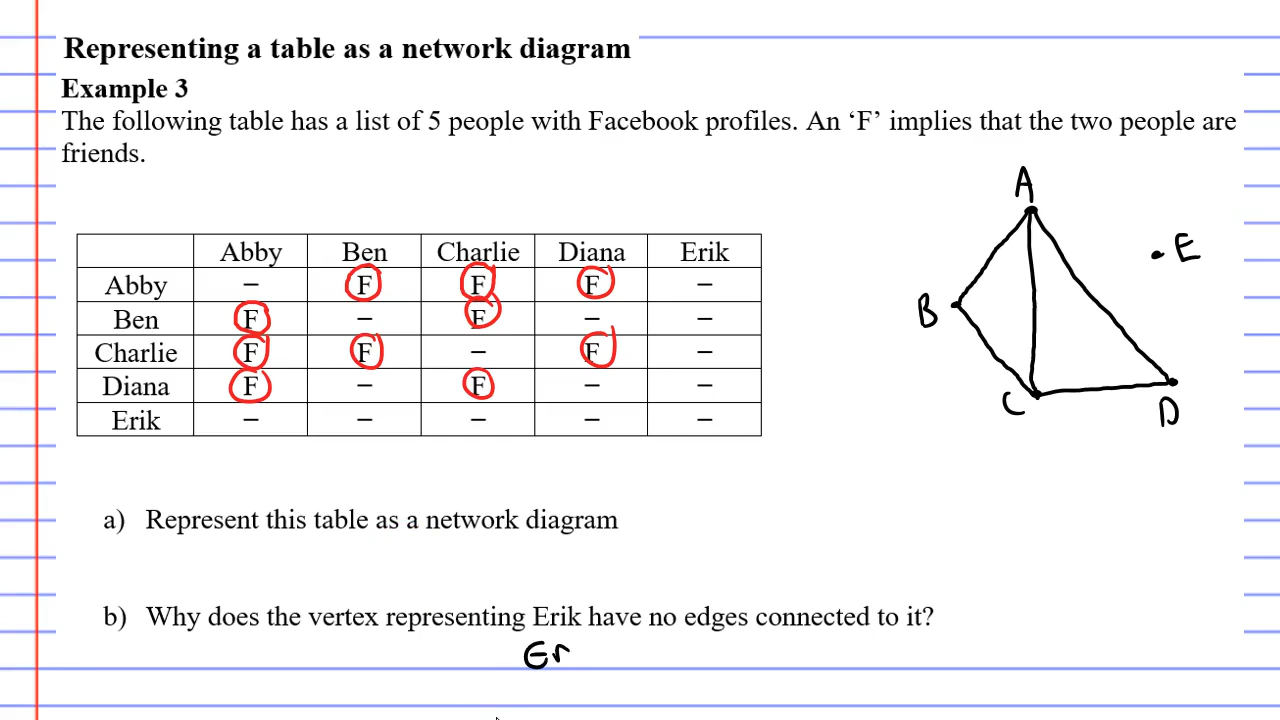 Representing a table as a network diagram
Example 3
The following table has a list of 5 people with Facebook profiles. An ‘F’ implies that the two people are
friends.
Abby Ben Charlie Diana Erik
Abby – F F F –
Ben F – F – –
Charlie F F – F –
Diana F – F – –
Erik – – – – –
A
E
B
C
D
a) Represent this table as a network diagram
b) Why does the vertex representing Erik have no edges connected to it?
Er